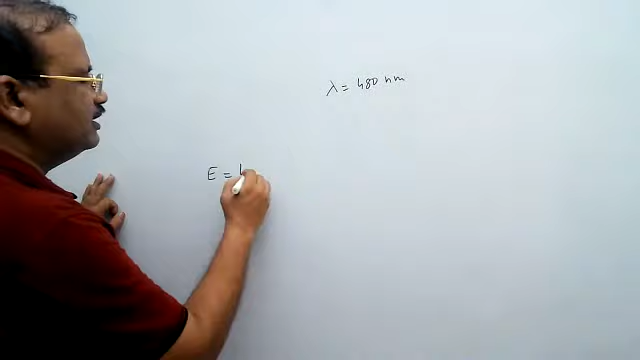 λ = 480 nm
E = h